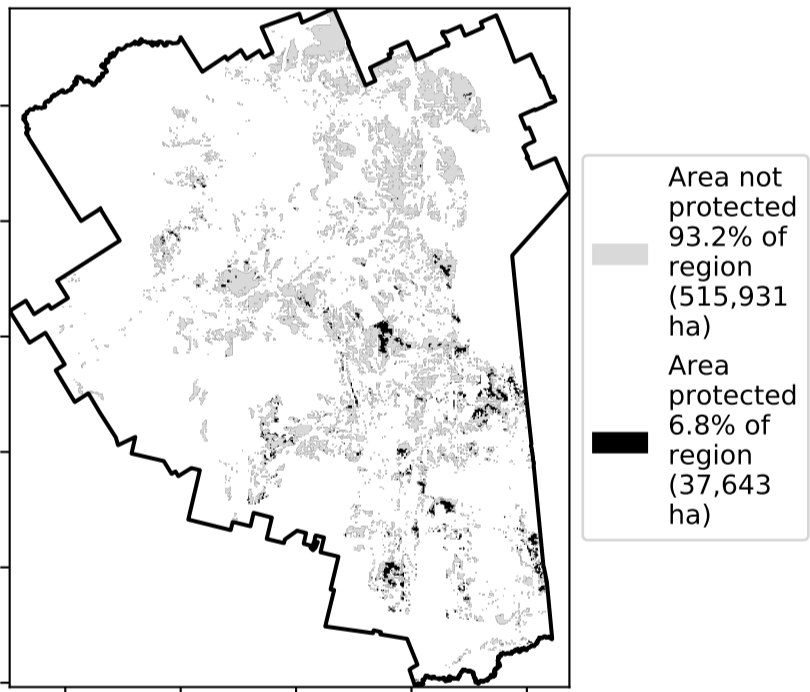 Area not
protected
93.2% of
region
(515,931
ha)
Area
protected
6.8% of
region
(37,643
ha)